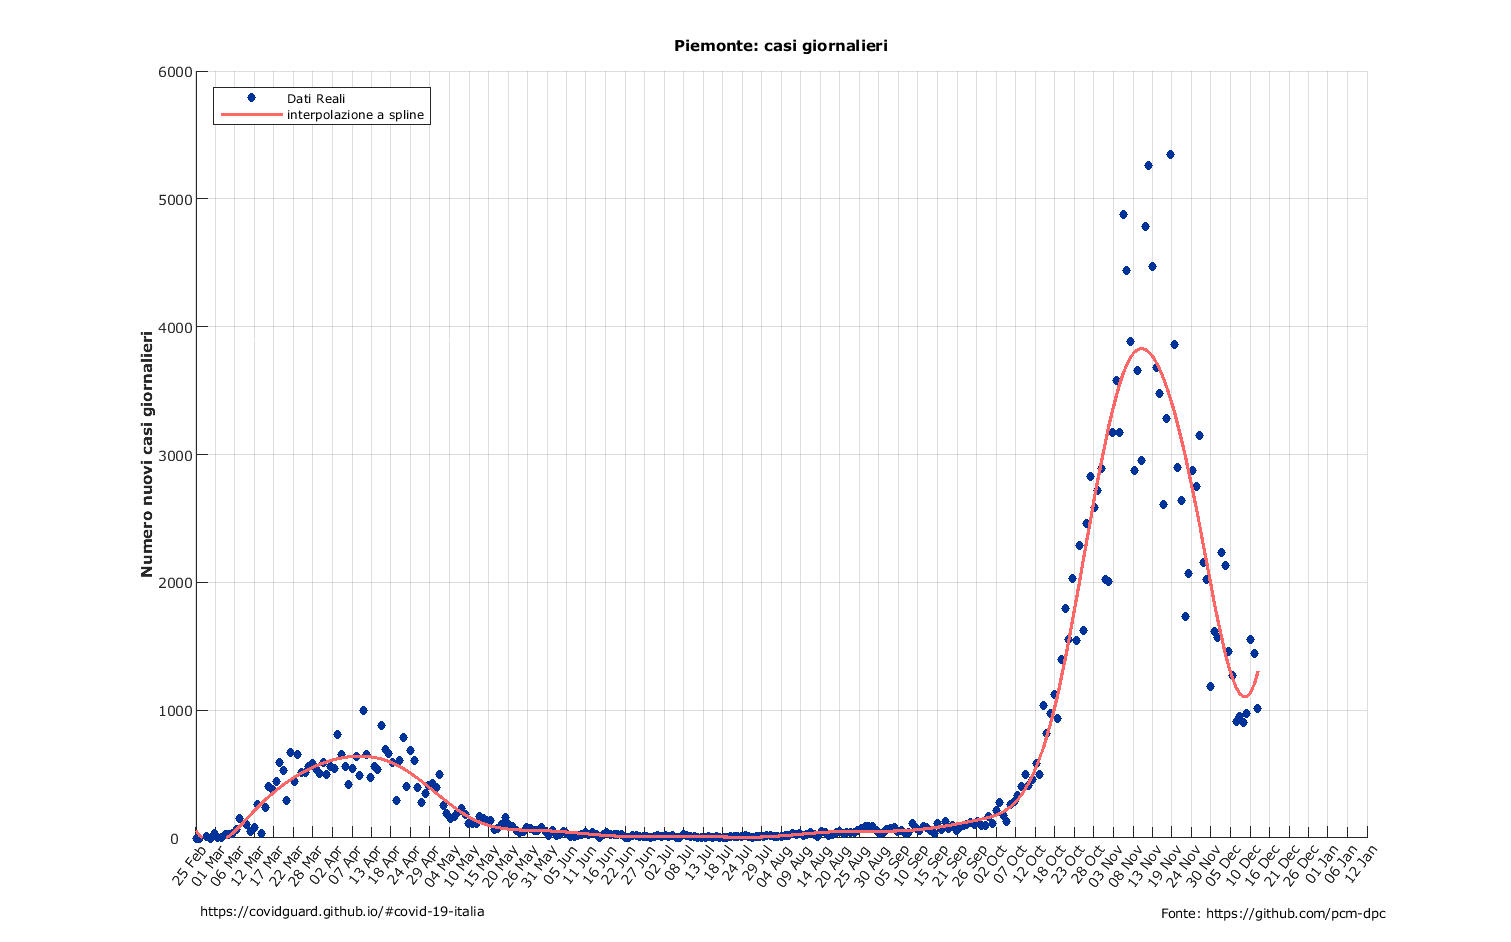 Piemonte: casi giornalieri
6000
5000
4000
3000
2000
1000
0
Numero nuovi casi giornalieri
Dati Reali
interpolazione a spline
25 Feb
01 Mar
06 Mar
12 Mar
17 Mar
22 Mar
28 Mar
02 Apr
07 Apr
13 Apr
18 Apr
24 Apr
29 Apr
04 May
10 May
15 May
20 May
26 May
31 May
05 Jun
11 Jun
16 Jun
22 Jun
27 Jun
02 Jul
08 Jul
13 Jul
18 Jul
24 Jul
29 Jul
04 Aug
09 Aug
14 Aug
20 Aug
25 Aug
30 Aug
05 Sep
10 Sep
15 Sep
21 Sep
26 Sep
02 Oct
07 Oct
12 Oct
18 Oct
23 Oct
28 Oct
03 Nov
08 Nov
13 Nov
19 Nov
24 Nov
30 Nov
05 Dec
10 Dec
16 Dec
21 Dec
26 Dec
01 Jan
06 Jan
12 Jan
https://covidguard.github.io/#covid-19-italia
Fonte: https://github.com/pcm-dpc